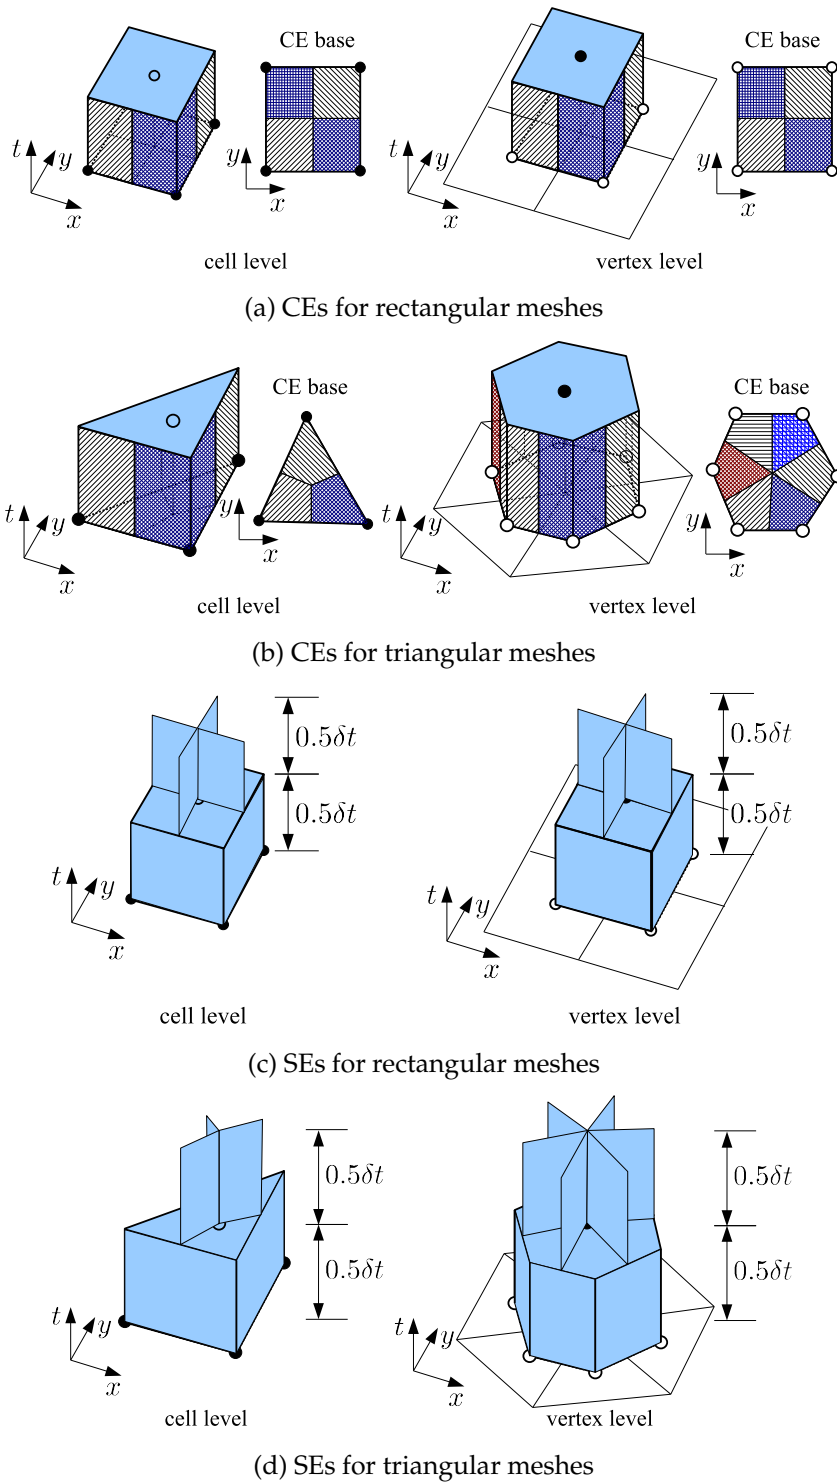 CE base
CE base
t
y
x
y
x
t
y
x
y
x
cell level
vertex level
(a) CEs for rectangular meshes
CE base
CE base
t
y
x
y
x
t
y
x
y
x
cell level
vertex level
(b) CEs for triangular meshes
0.5δt
0.5δt
0.5δt
0.5δt
t
y
x
t
y
x
cell level
vertex level
(c) SEs for rectangular meshes
0.5δt
0.5δt
0.5δt
0.5δt
t
y
x
t
y
x
cell level
vertex level
(d) SEs for triangular meshes